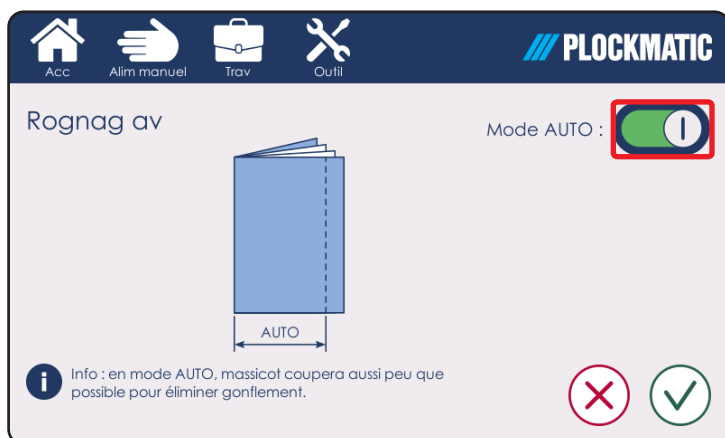 Acc
Alim manuel
Trav
Outil
PLOCKMATIC
Rognag av
Mode AUTO :
AUTO
Info : en mode AUTO, massicot coupera aussi peu que
possible pour éliminer gonflement.